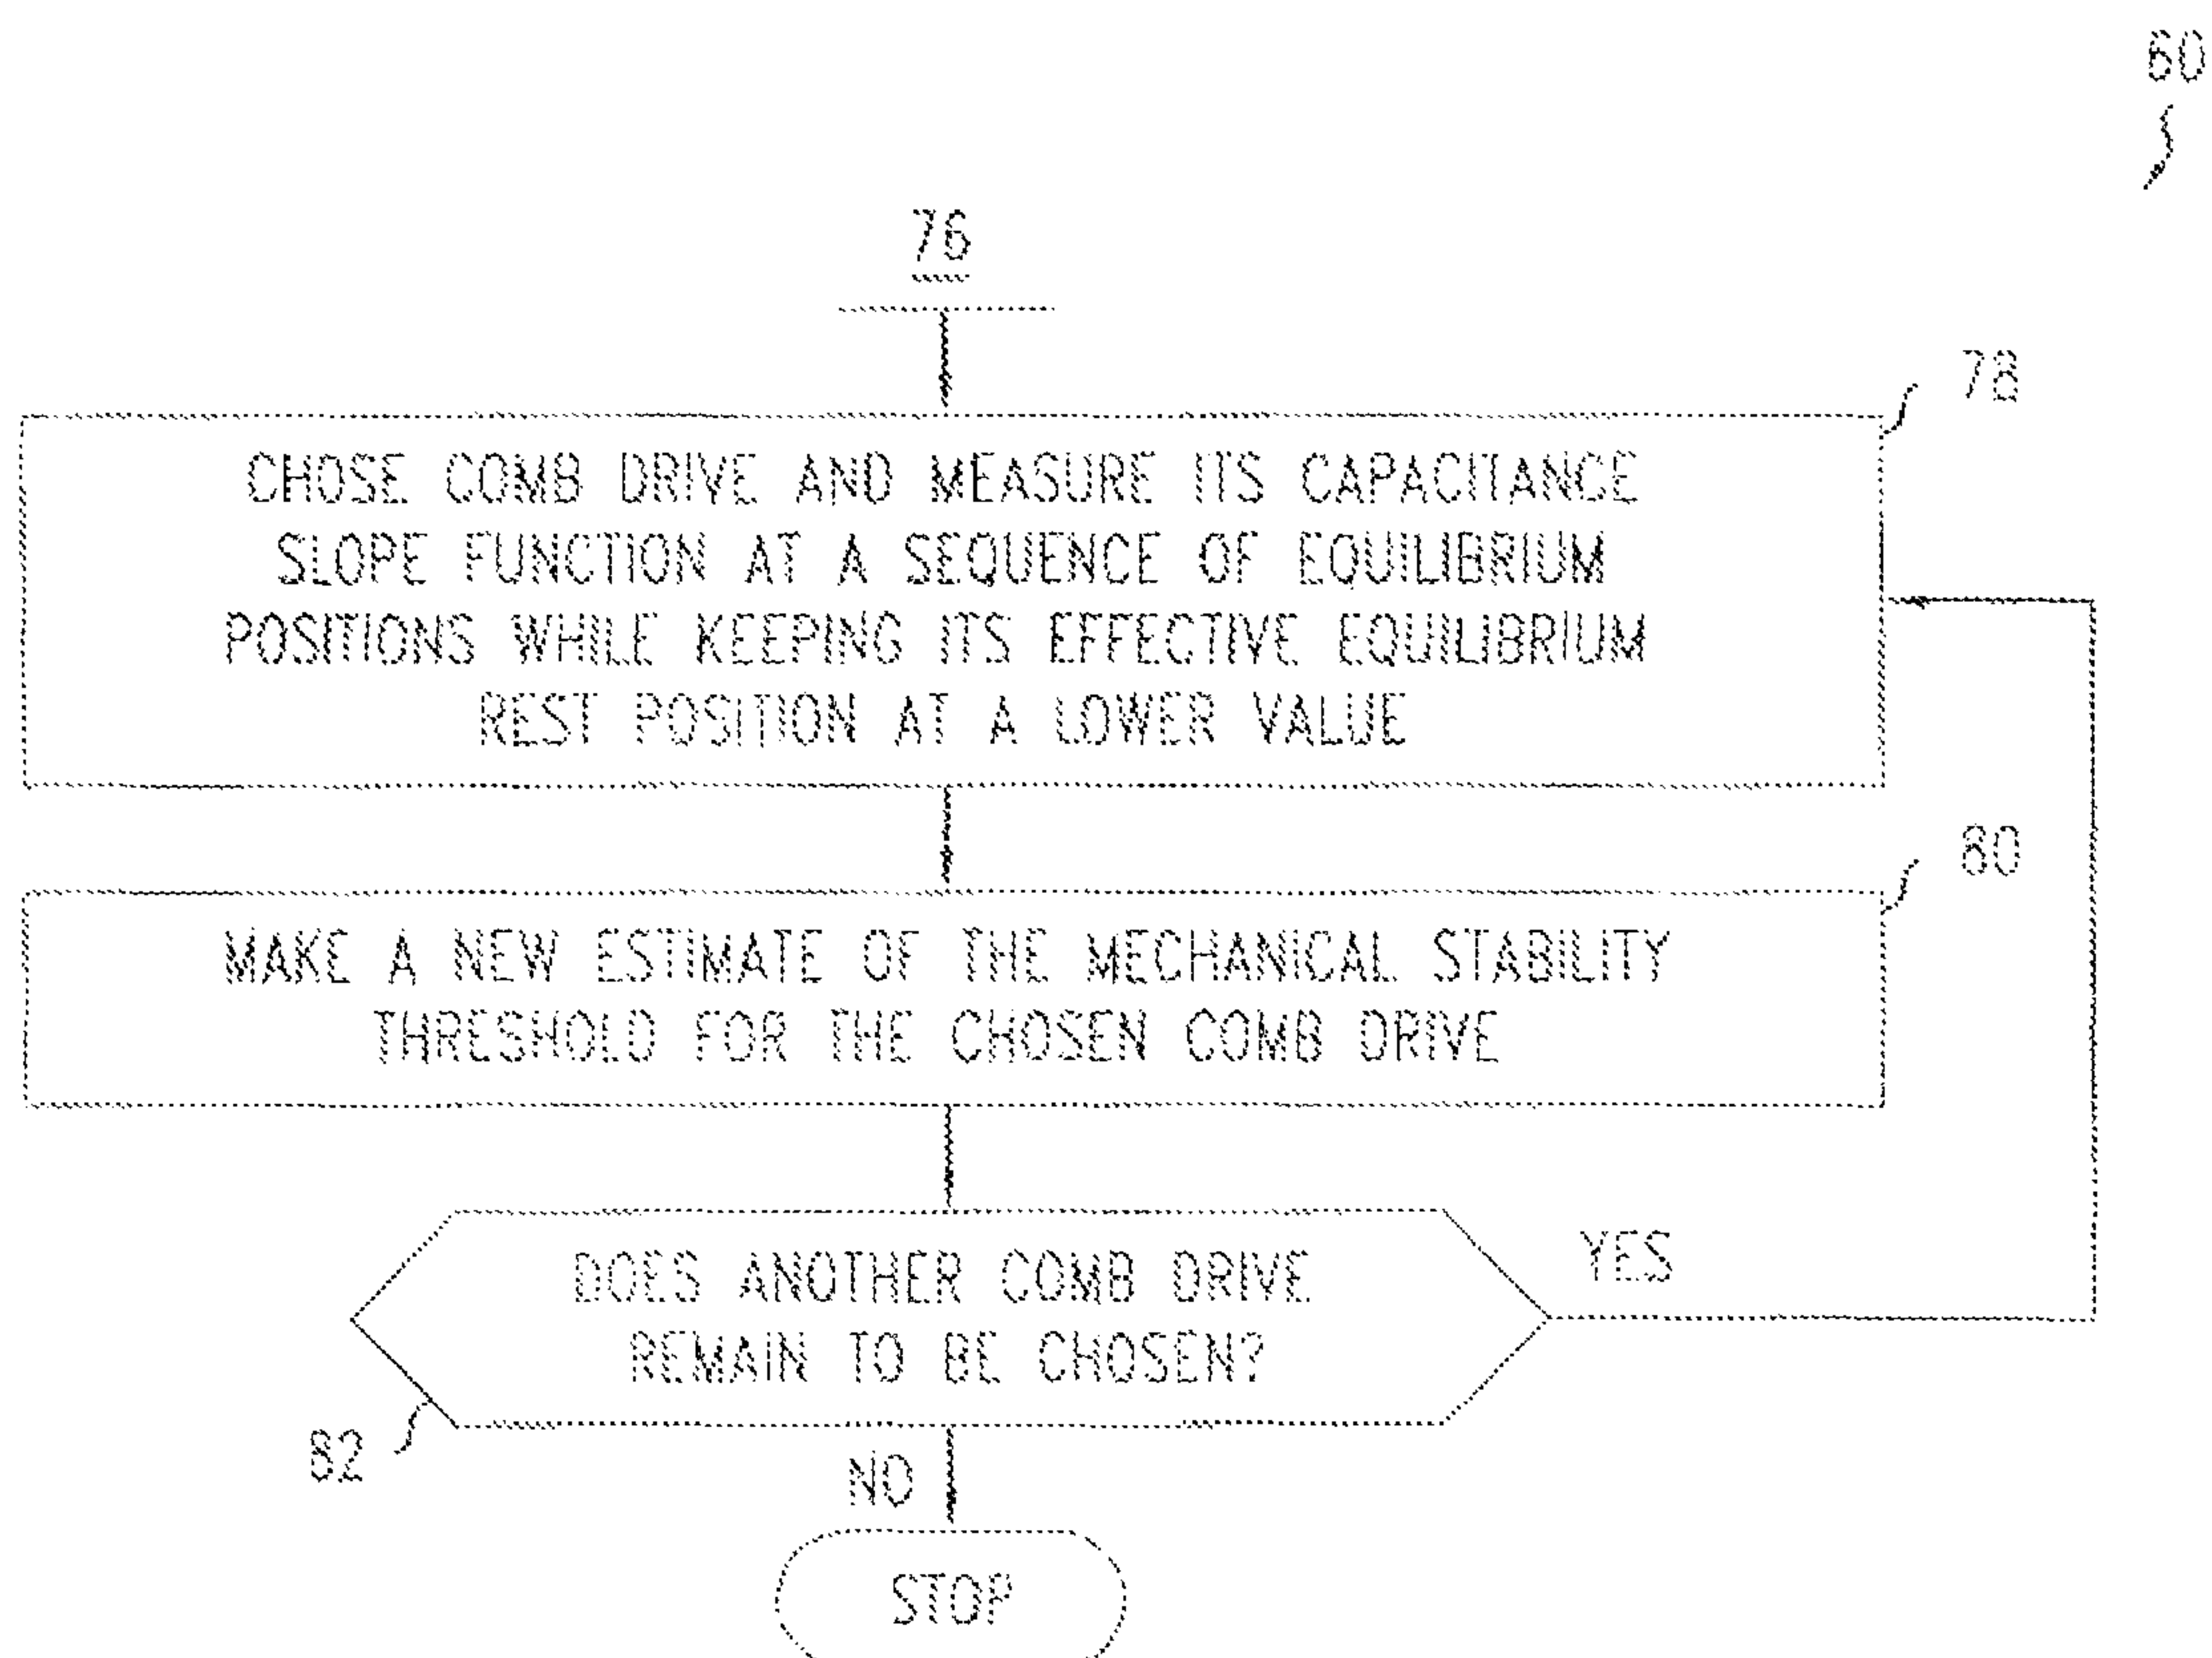 60
76
78
CHOSE COMB DRIVE AND MEASURE ITS CAPACITANCE
SLOPE FUNCTION AT A SEQUENCE OF EQUILIBRIUM
POSITIONS WHILE KEEPING ITS EFFECTIVE EQUILIBRIUM
REST POSITION AT A LOWER VALUE
80
MAKE A NEW ESTIMATE OF THE MECHANICAL STABILITY
THRESHOLD FOR THE CHOSEN COMB DRIVE
DOES ANOTHER COMB DRIVE
REMAIN TO BE CHOSEN?
YES
82
NO
STOP